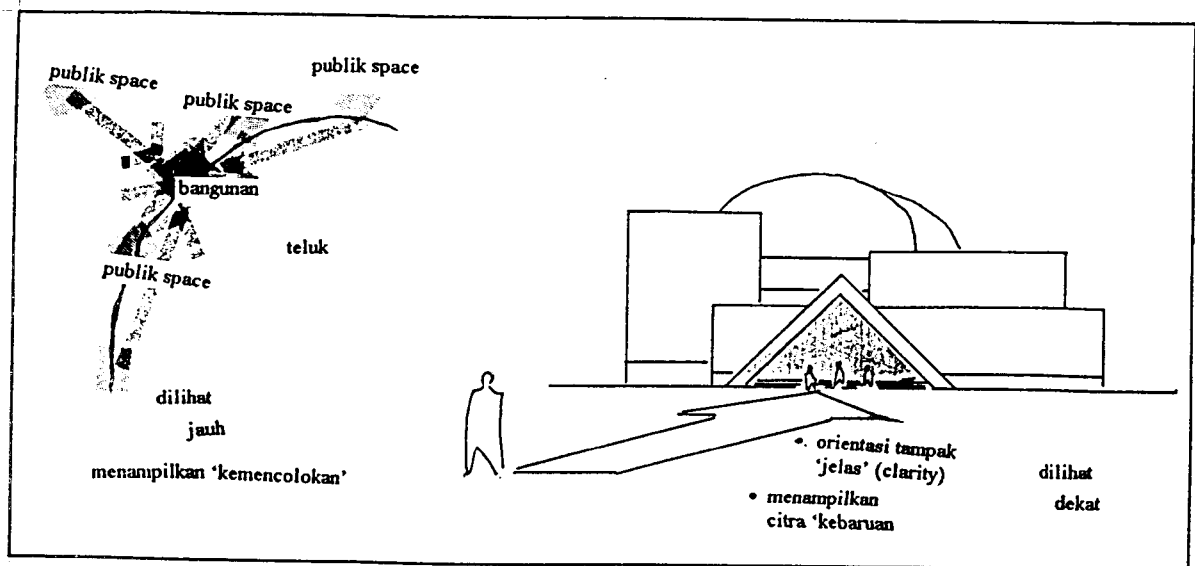 publik space
publik space
publik space
bangunan
teluk
publik space
dilihat
jauh
menampilkan ‘kemencolokan’
• orientasi tampak
‘jelas’ (clarity)
• menampilkan
citra ‘kebaruan
dilihat
dekat